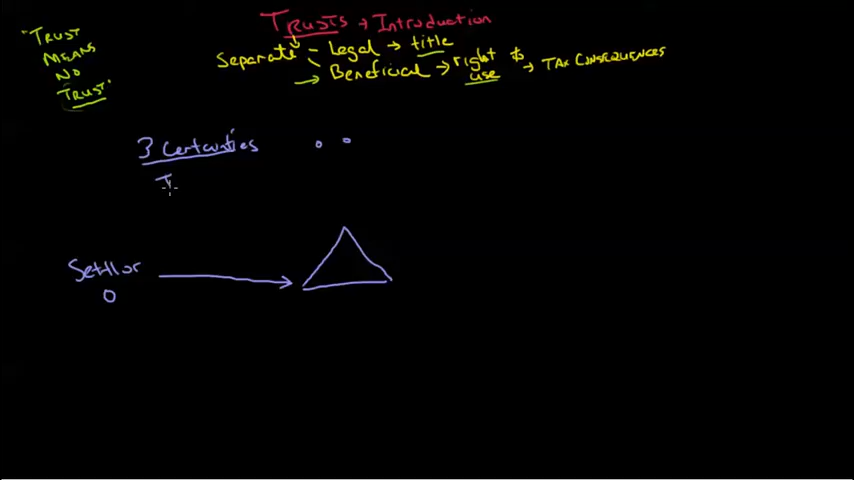 TRUSTS → Introduction
"TRUST
MEANS
NO
TRUST"
Separate - Legal → title
→ Beneficial → right $ → TAX CONSEQUENCES
use
3 certainties
T
Settlor